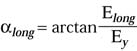 α_long = arctan E_long / E_y